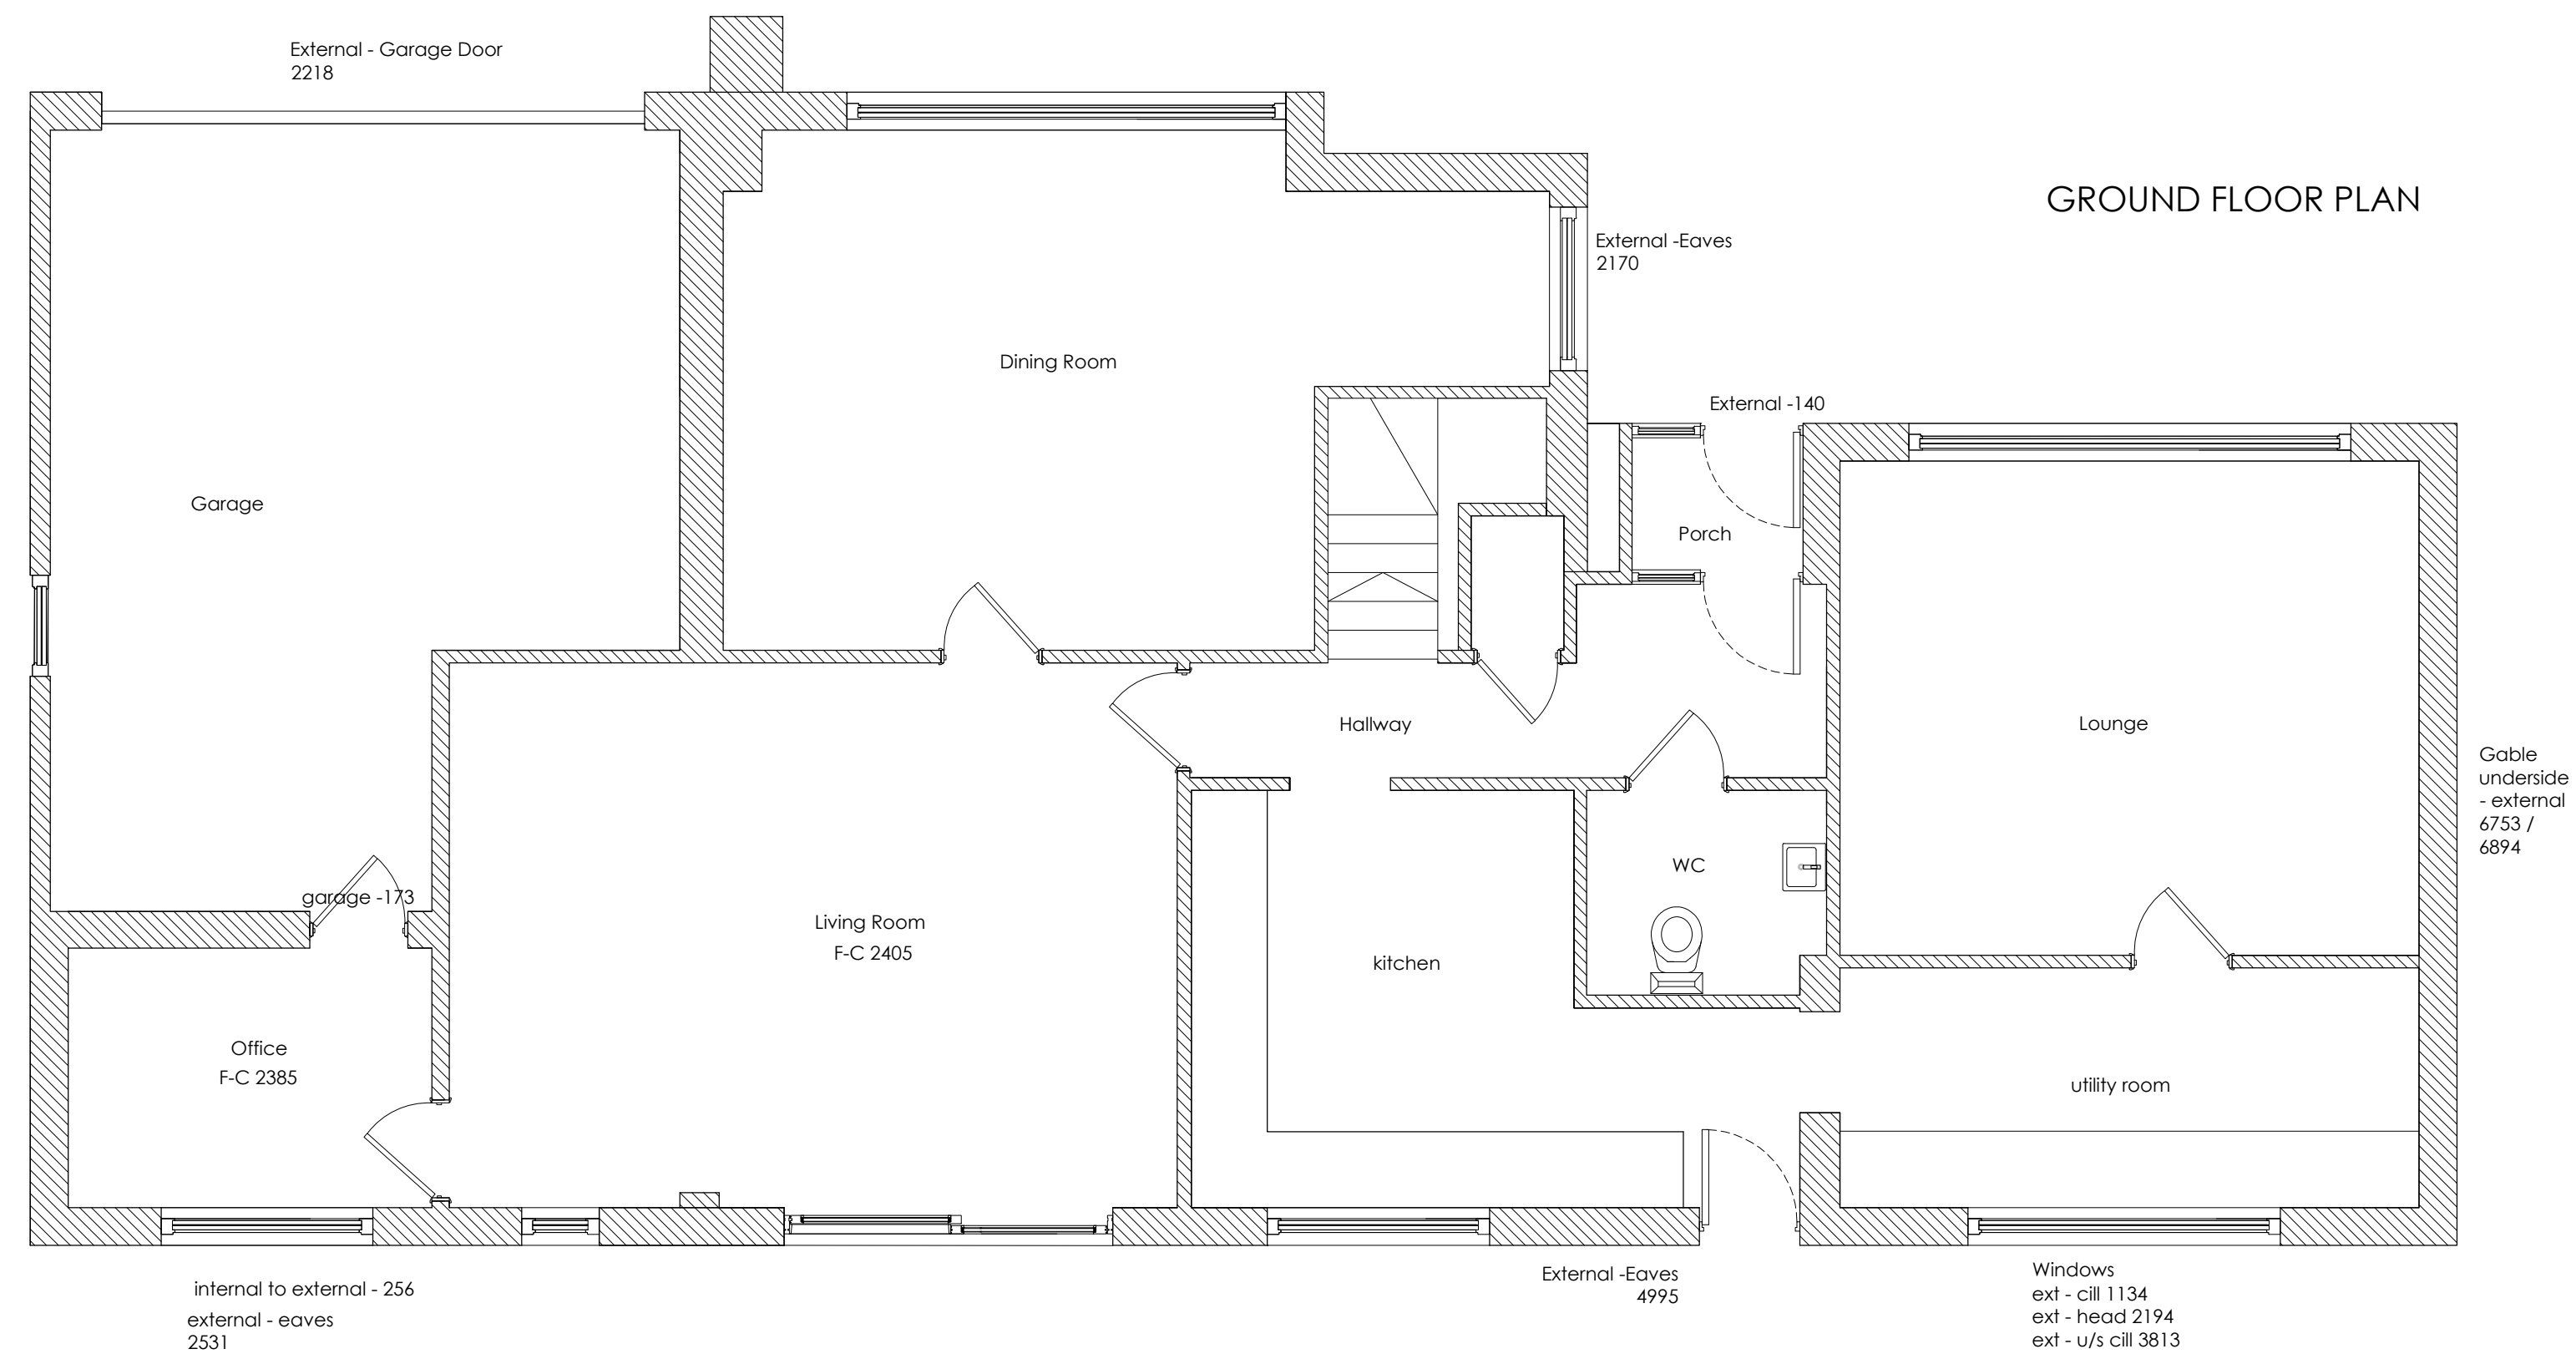 External - Garage Door
2218
GROUND FLOOR PLAN
External -Eaves
2170
Dining Room
External -140
Garage
Porch
Hallway
Lounge
Gable
underside
- external
6753 /
6894
WC
garage -173
Living Room
F-C 2405
kitchen
Office
F-C 2385
utility room
internal to external - 256
external - eaves
2531
External -Eaves
4995
Windows
ext - cill 1134
ext - head 2194
ext - u/s cill 3813